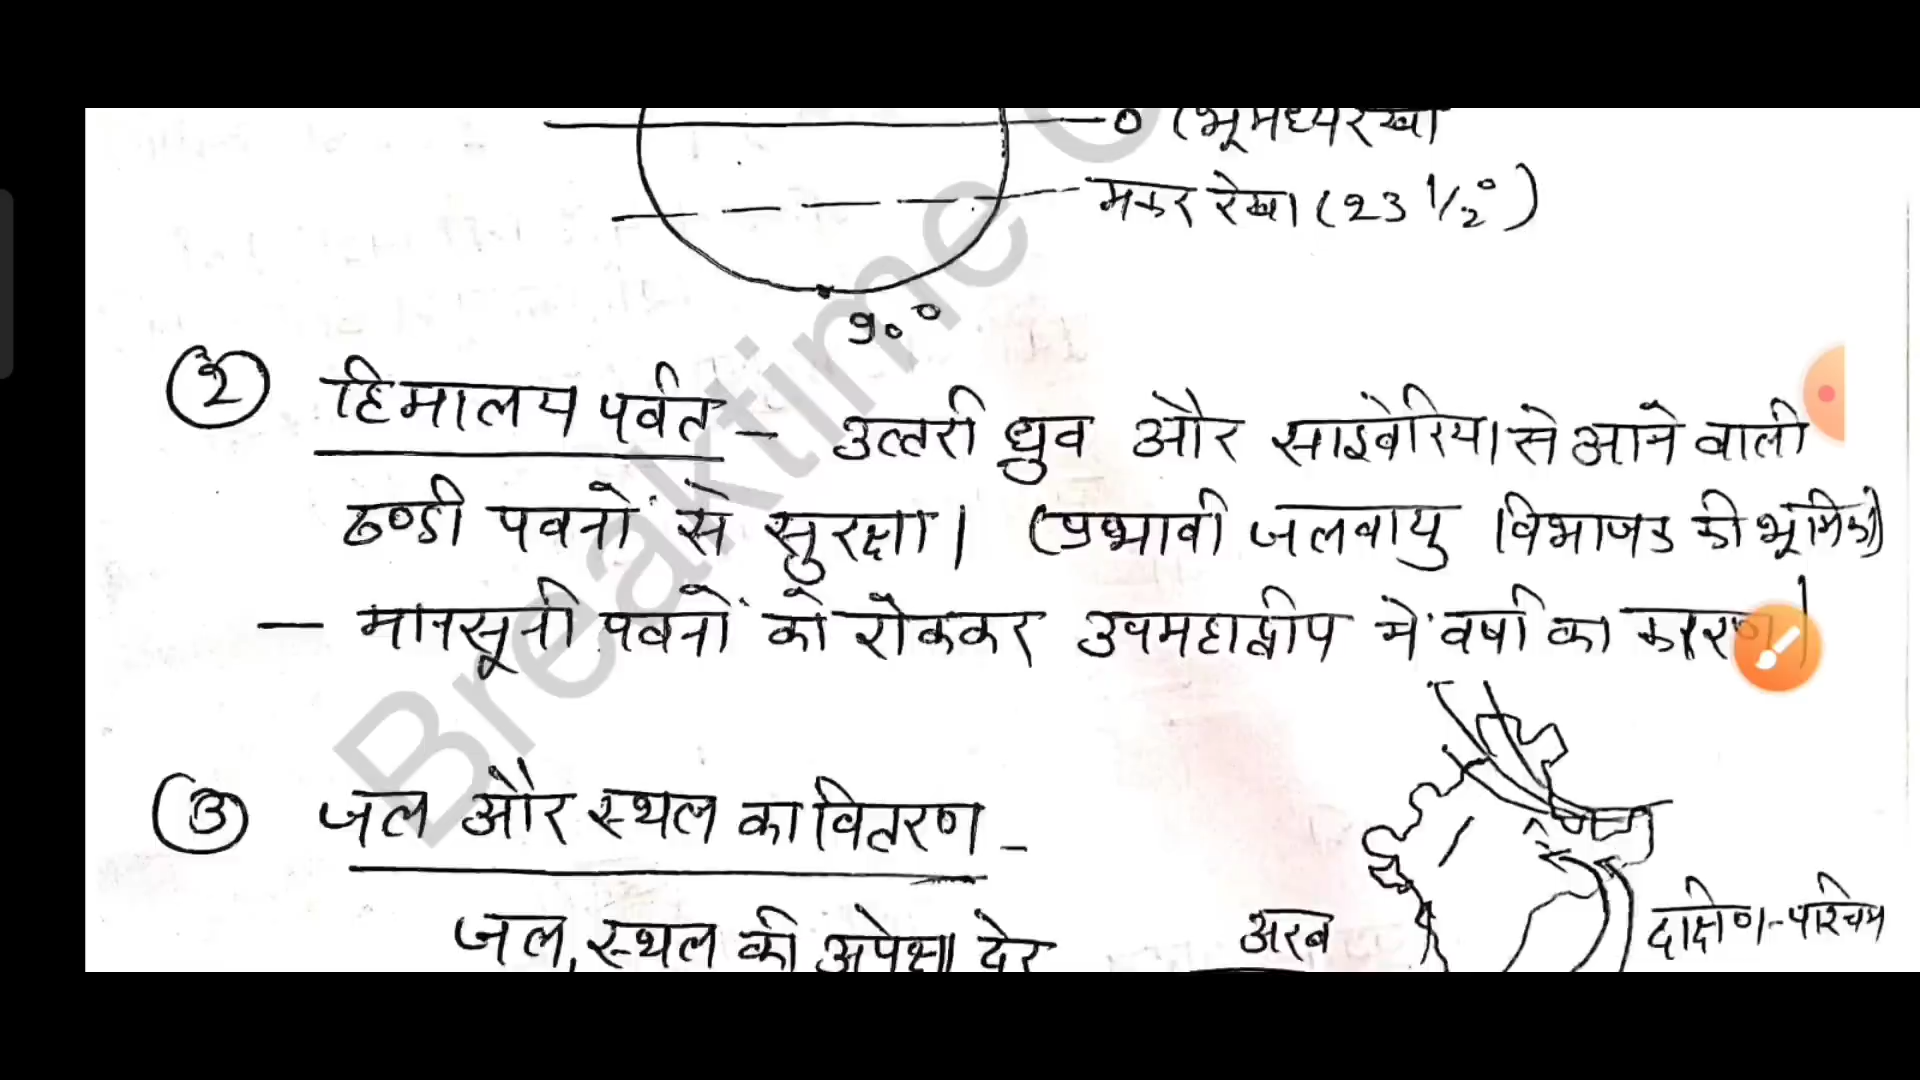 0 (भूमध्यरेखा
मकर रेखा (23 1/2°)
90°
② हिमालय पर्वत – उत्तरी ध्रुव और साइबेरिया से आने वाली
ठण्डी पवनों से सुरक्षा। (प्रभावी जलवायु विभाजक की भूमिका)
– मानसूनी पवनों को रोककर उपमहाद्वीप में वर्षा का कारण।
③ जल और स्थल का वितरण –
जल, स्थल की अपेक्षा देर
अरब
दक्षिण-पश्चिम
Breaktime